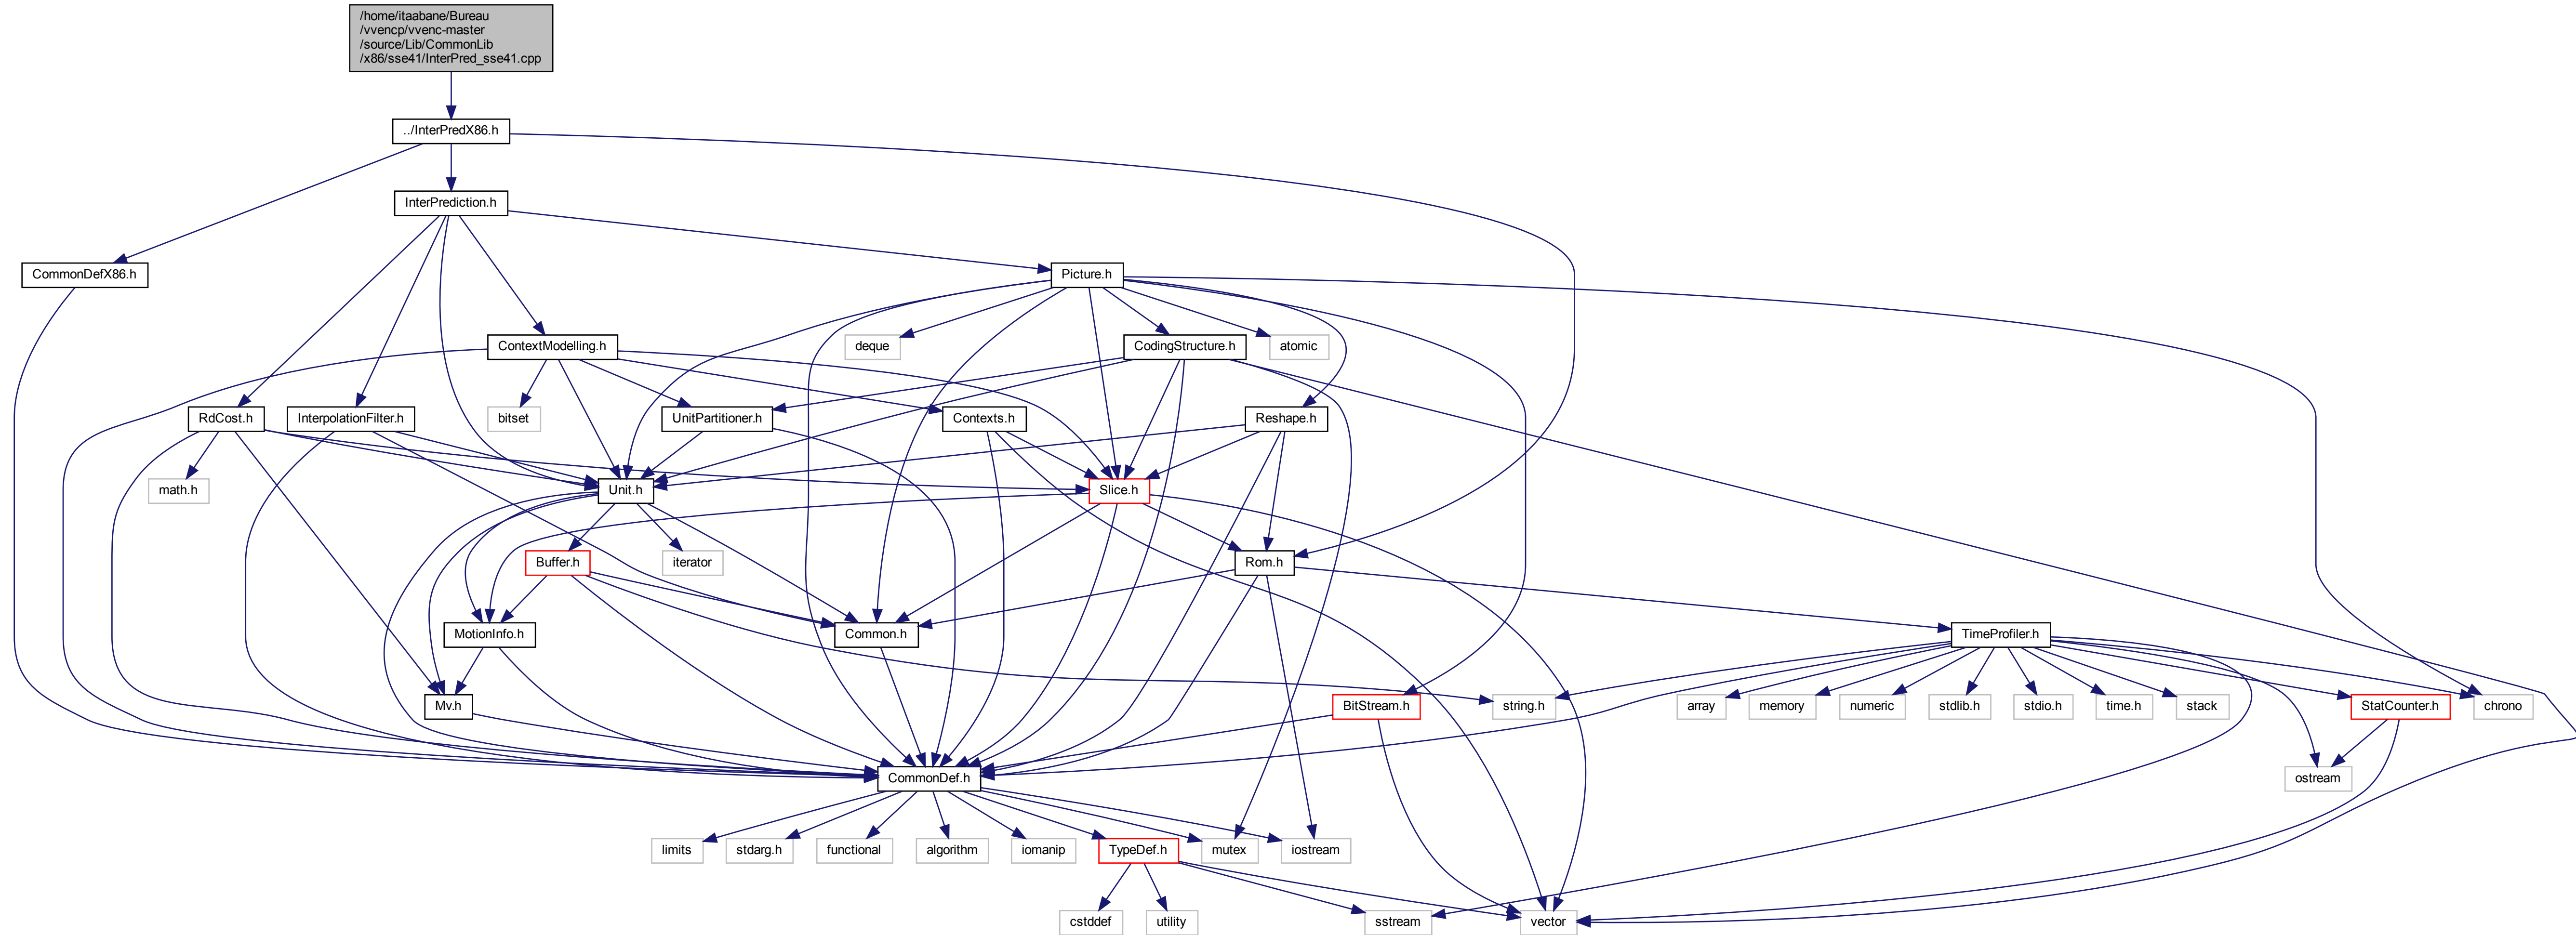 /home/itaabane/Bureau
/vvencp/vvenc-master
/source/Lib/CommonLib
/x86/sse41/InterPred_sse41.cpp
../InterPredX86.h
InterPrediction.h
CommonDefX86.h
Picture.h
ContextModelling.h
deque
CodingStructure.h
atomic
RdCost.h
InterpolationFilter.h
bitset
UnitPartitioner.h
Contexts.h
Reshape.h
math.h
Unit.h
Slice.h
Buffer.h
iterator
Rom.h
MotionInfo.h
Common.h
TimeProfiler.h
Mv.h
BitStream.h
string.h
array
memory
numeric
stdlib.h
stdio.h
time.h
stack
StatCounter.h
chrono
CommonDef.h
ostream
limits
stdarg.h
functional
algorithm
iomanip
TypeDef.h
mutex
iostream
cstddef
utility
sstream
vector